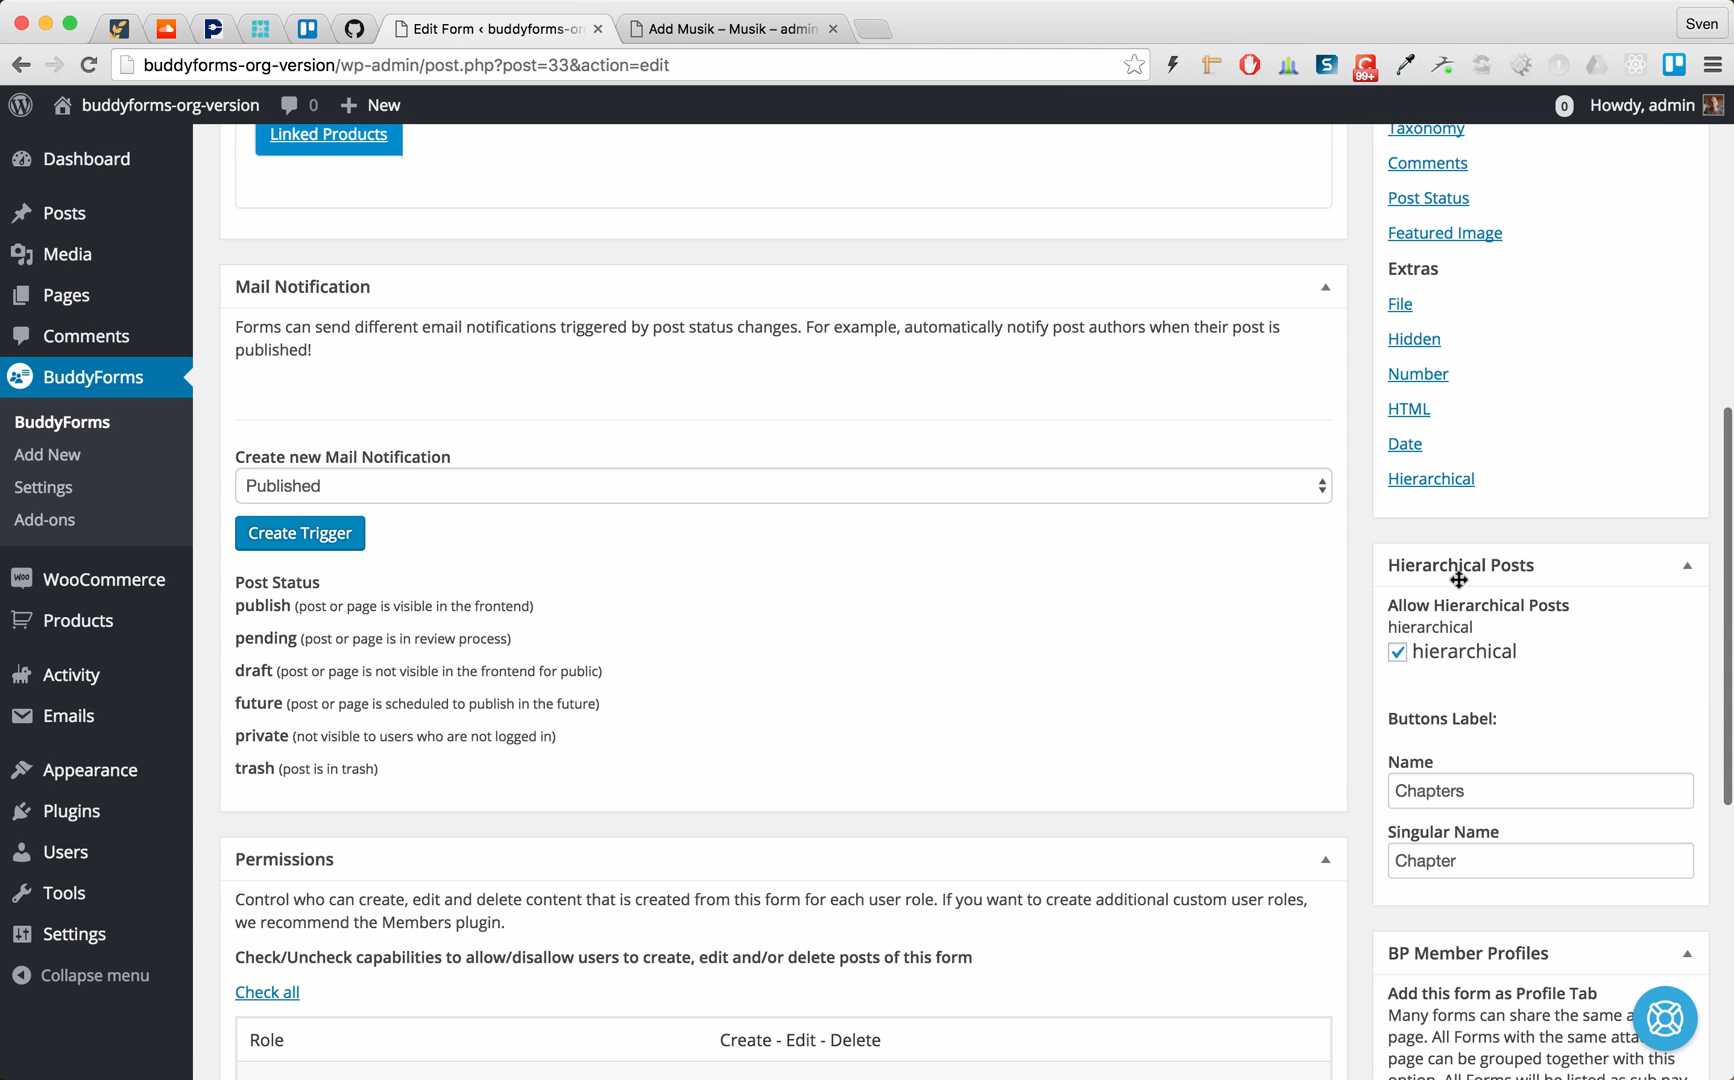 Edit Form ‹ buddyforms-or
Add Musik – Musik – admin
Sven
buddyforms-org-version/wp-admin/post.php?post=33&action=edit
99+
buddyforms-org-version
0
New
0
Howdy, admin
Dashboard
Posts
Media
Pages
Comments
BuddyForms
BuddyForms
Add New
Settings
Add-ons
WooCommerce
Products
Activity
Emails
Appearance
Plugins
Users
Tools
Settings
Collapse menu
Linked Products
Mail Notification
Forms can send different email notifications triggered by post status changes. For example, automatically notify post authors when their post is
published!
Create new Mail Notification
Published
Create Trigger
Post Status
publish (post or page is visible in the frontend)
pending (post or page is in review process)
draft (post or page is not visible in the frontend for public)
future (post or page is scheduled to publish in the future)
private (not visible to users who are not logged in)
trash (post is in trash)
Permissions
Control who can create, edit and delete content that is created from this form for each user role. If you want to create additional custom user roles,
we recommend the Members plugin.
Check/Uncheck capabilities to allow/disallow users to create, edit and/or delete posts of this form
Check all
Role
Create - Edit - Delete
Taxonomy
Comments
Post Status
Featured Image
Extras
File
Hidden
Number
HTML
Date
Hierarchical
Hierarchical Posts
Allow Hierarchical Posts
hierarchical
hierarchical
Buttons Label:
Name
Chapters
Singular Name
Chapter
BP Member Profiles
Add this form as Profile Tab
Many forms can share the same a
page. All Forms with the same atta
page can be grouped together with this